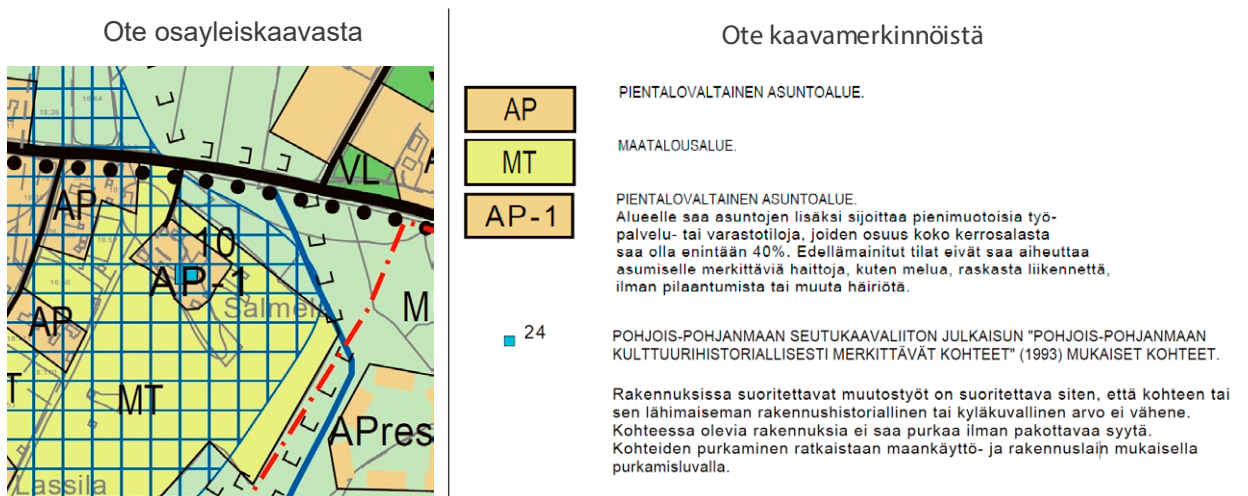 Ote osayleiskaavasta
VL
AP
10
AP-1
Salmel
M
AP
MT
APres
Lassila
Ote kaavamerkinnöistä
AP
PIENTALOVALTAINEN ASUNTOALUE.
MT
MAATALOUSALUE.
AP-1
PIENTALOVALTAINEN ASUNTOALUE.
Alueelle saa asuntojen lisäksi sijoittaa pienimuotoisia työ-
palvelu- tai varastotiloja, joiden osuus koko kerrosalasta
saa olla enintään 40%. Edellämainitut tilat eivät saa aiheuttaa
asumiselle merkittäviä haittoja, kuten melua, raskasta liikennettä,
ilman pilaantumista tai muuta häiriötä.
24
POHJOIS-POHJANMAAN SEUTUKAAVALIITON JULKAISUN "POHJOIS-POHJANMAAN
KULTTUURIHISTORIALLISESTI MERKITTÄVÄT KOHTEET" (1993) MUKAISET KOHTEET.
Rakennuksissa suoritettavat muutostyöt on suoritettava siten, että kohteen tai
sen lähimaiseman rakennushistoriallinen tai kyläkuvallinen arvo ei vähene.
Kohteessa olevia rakennuksia ei saa purkaa ilman pakottavaa syytä.
Kohteiden purkaminen ratkaistaan maankäyttö- ja rakennuslain mukaisella
purkamisluvalla.